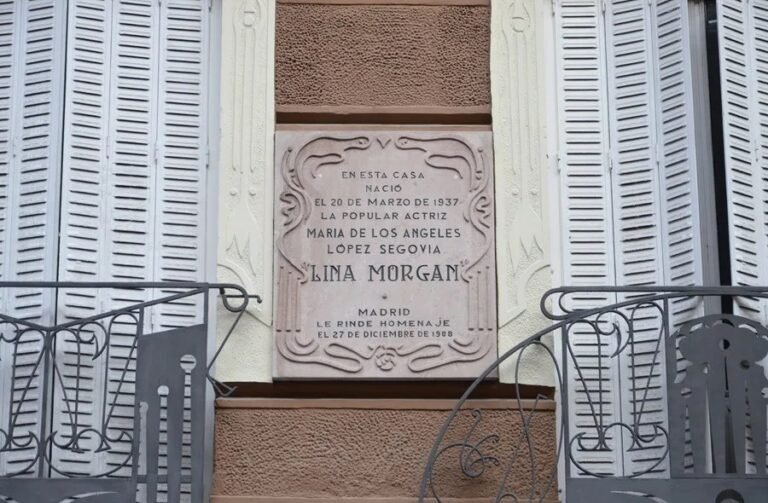 EN ESTA CASA
NACIÓ
EL 20 DE MARZO DE 1937
LA POPULAR ACTRIZ
MARIA DE LOS ANGELES
LÓPEZ SEGOVIA
"LINA MORGAN"
MADRID
LE RINDE HOMENAJE
EL 27 DE DICIEMBRE DE 1988